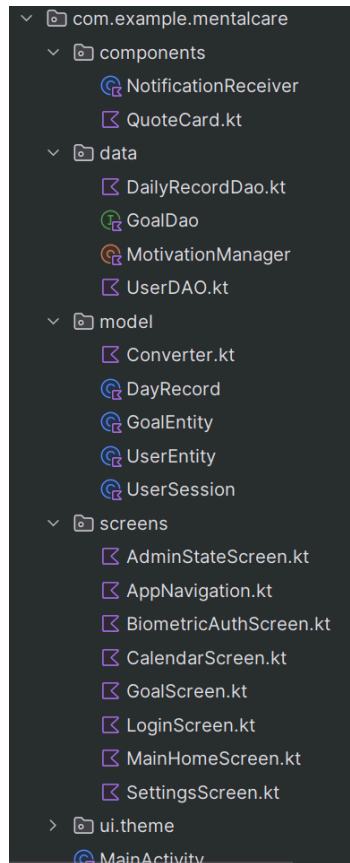 com.example.mentalcare
components
NotificationReceiver
QuoteCard.kt
data
DailyRecordDao.kt
GoalDao
MotivationManager
UserDAO.kt
model
Converter.kt
DayRecord
GoalEntity
UserEntity
UserSession
screens
AdminStateScreen.kt
AppNavigation.kt
BiometricAuthScreen.kt
CalendarScreen.kt
GoalScreen.kt
LoginScreen.kt
MainHomeScreen.kt
SettingsScreen.kt
ui.theme
MainActivity